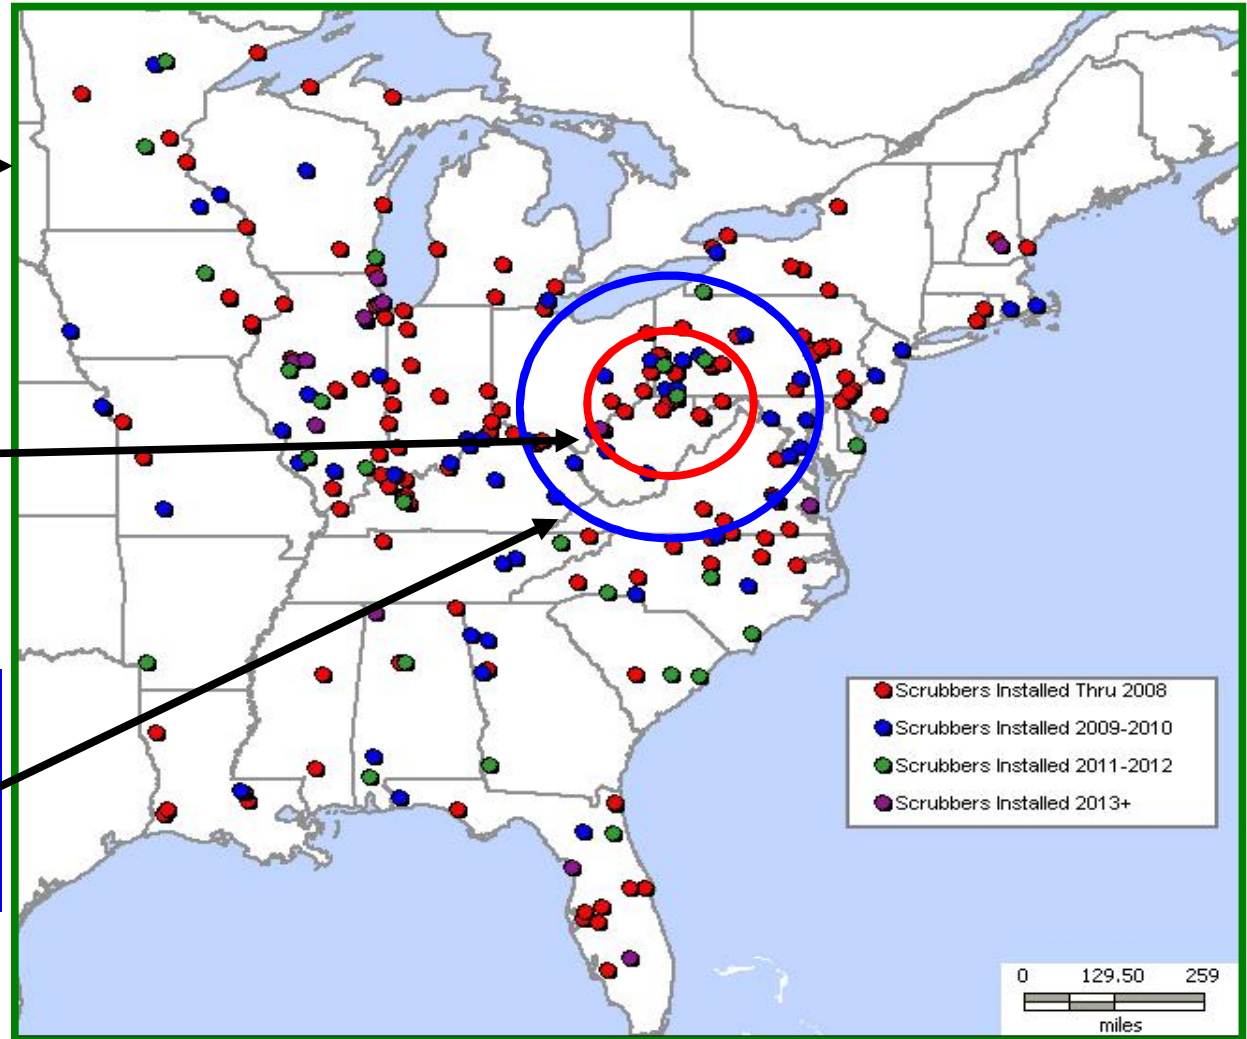 Scrubbers Installed Thru 2008
Scrubbers Installed 2009-2010
Scrubbers Installed 2011-2012
Scrubbers Installed 2013+
0 129.50 259
miles